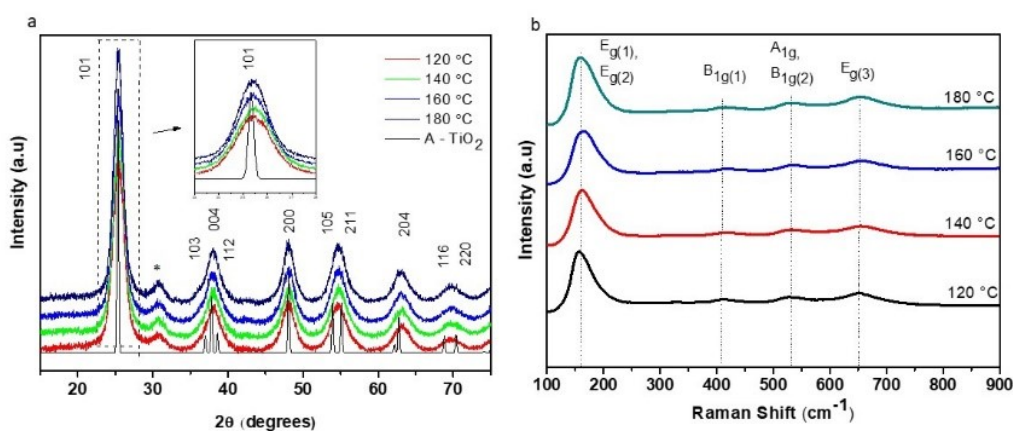 a
101
*
103
004
112
200
105
211
204
116
220
101
120 °C
140 °C
160 °C
180 °C
A - TiO2
Intensity (a.u)
20
30
40
50
60
70
2θ (degrees)
b
Eg(1),
Eg(2)
B1g(1)
A1g,
B1g(2)
Eg(3)
180 °C
160 °C
140 °C
120 °C
Intensity (a.u)
100
200
300
400
500
600
700
800
900
Raman Shift (cm-1)